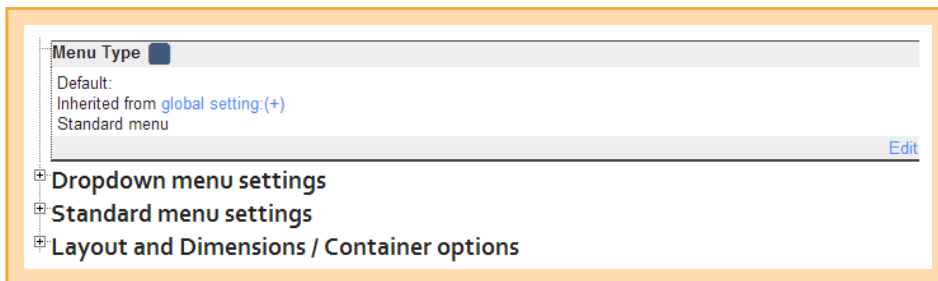 Menu Type
Default:
Inherited from global setting:(+)
Standard menu
Edit
Dropdown menu settings
Standard menu settings
Layout and Dimensions / Container options